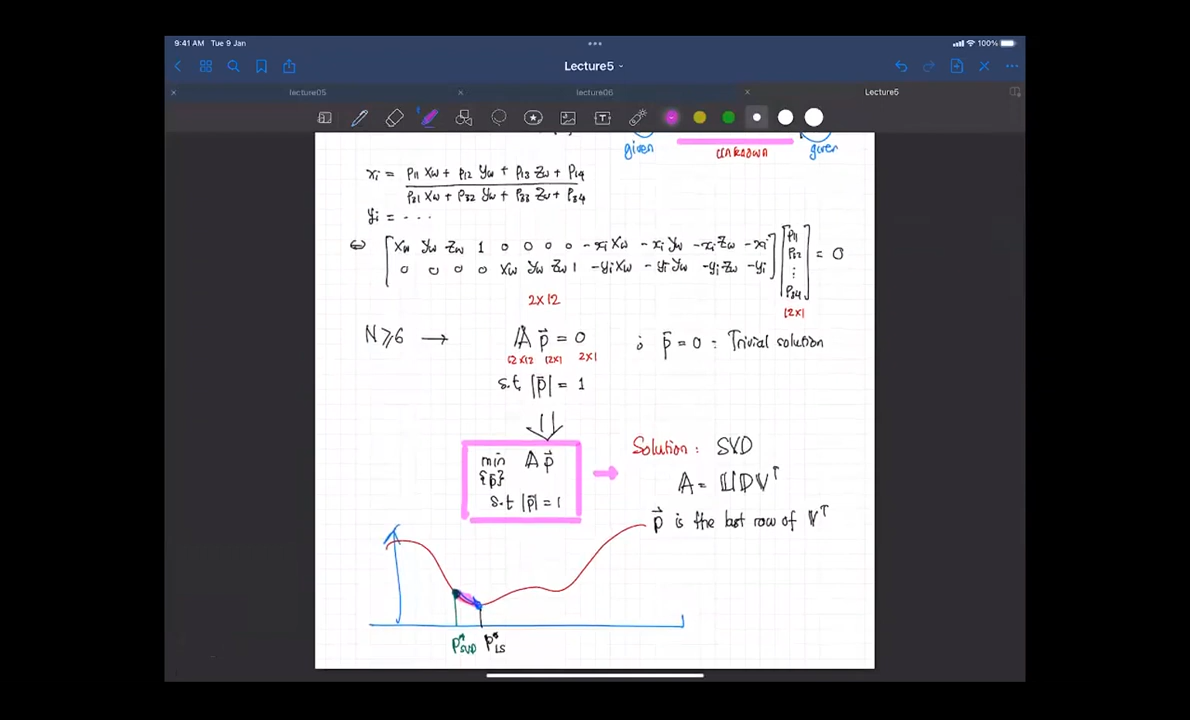 9:41 AM Tue 9 Jan
100%
Lecture5
lecture05
lecture06
Lecture5
given
unknown
given
xi = p11 Xw + p12 Yw + p13 Zw + p14
p31 Xw + p32 Yw + p33 Zw + p34
yi = ...
⇔ [ Xw Yw Zw 1 0 0 0 0 -xiXw -xiYw -xiZw -xi ] [ p11
0 0 0 0 Xw Yw Zw 1 -yiXw -yiYw -yiZw -yi p32 = 0
⋮
p34 ]
2x12
12x1
N≥6 → A p⃗ = 0 ; p̄ = 0 : Trivial solution
12x12 12x1 2x1
s.t |p̄| = 1
⇓
min A p⃗
{p̄}
s.t |p̄| = 1
Solution : SVD
A = UDVᵀ
p⃗ is the last row of Vᵀ
p*SVD p*LS